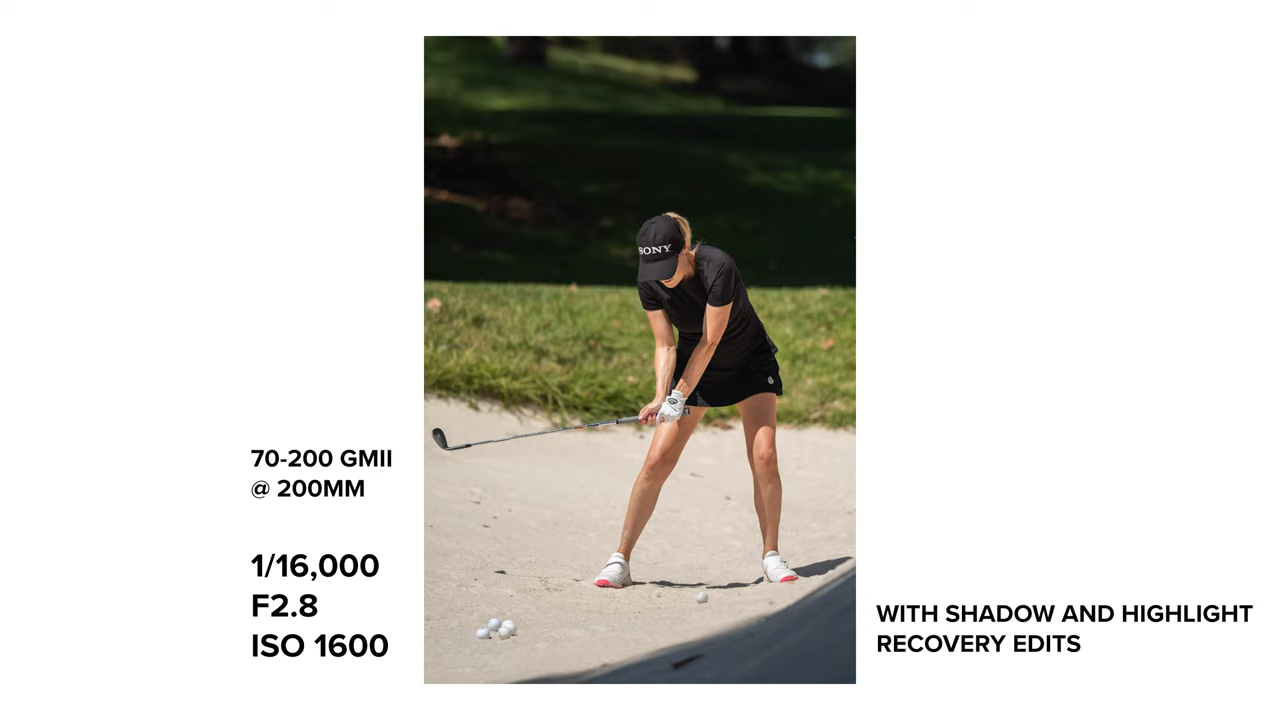 SONY
70-200 GMII
@ 200MM
1/16,000
F2.8
ISO 1600
WITH SHADOW AND HIGHLIGHT
RECOVERY EDITS